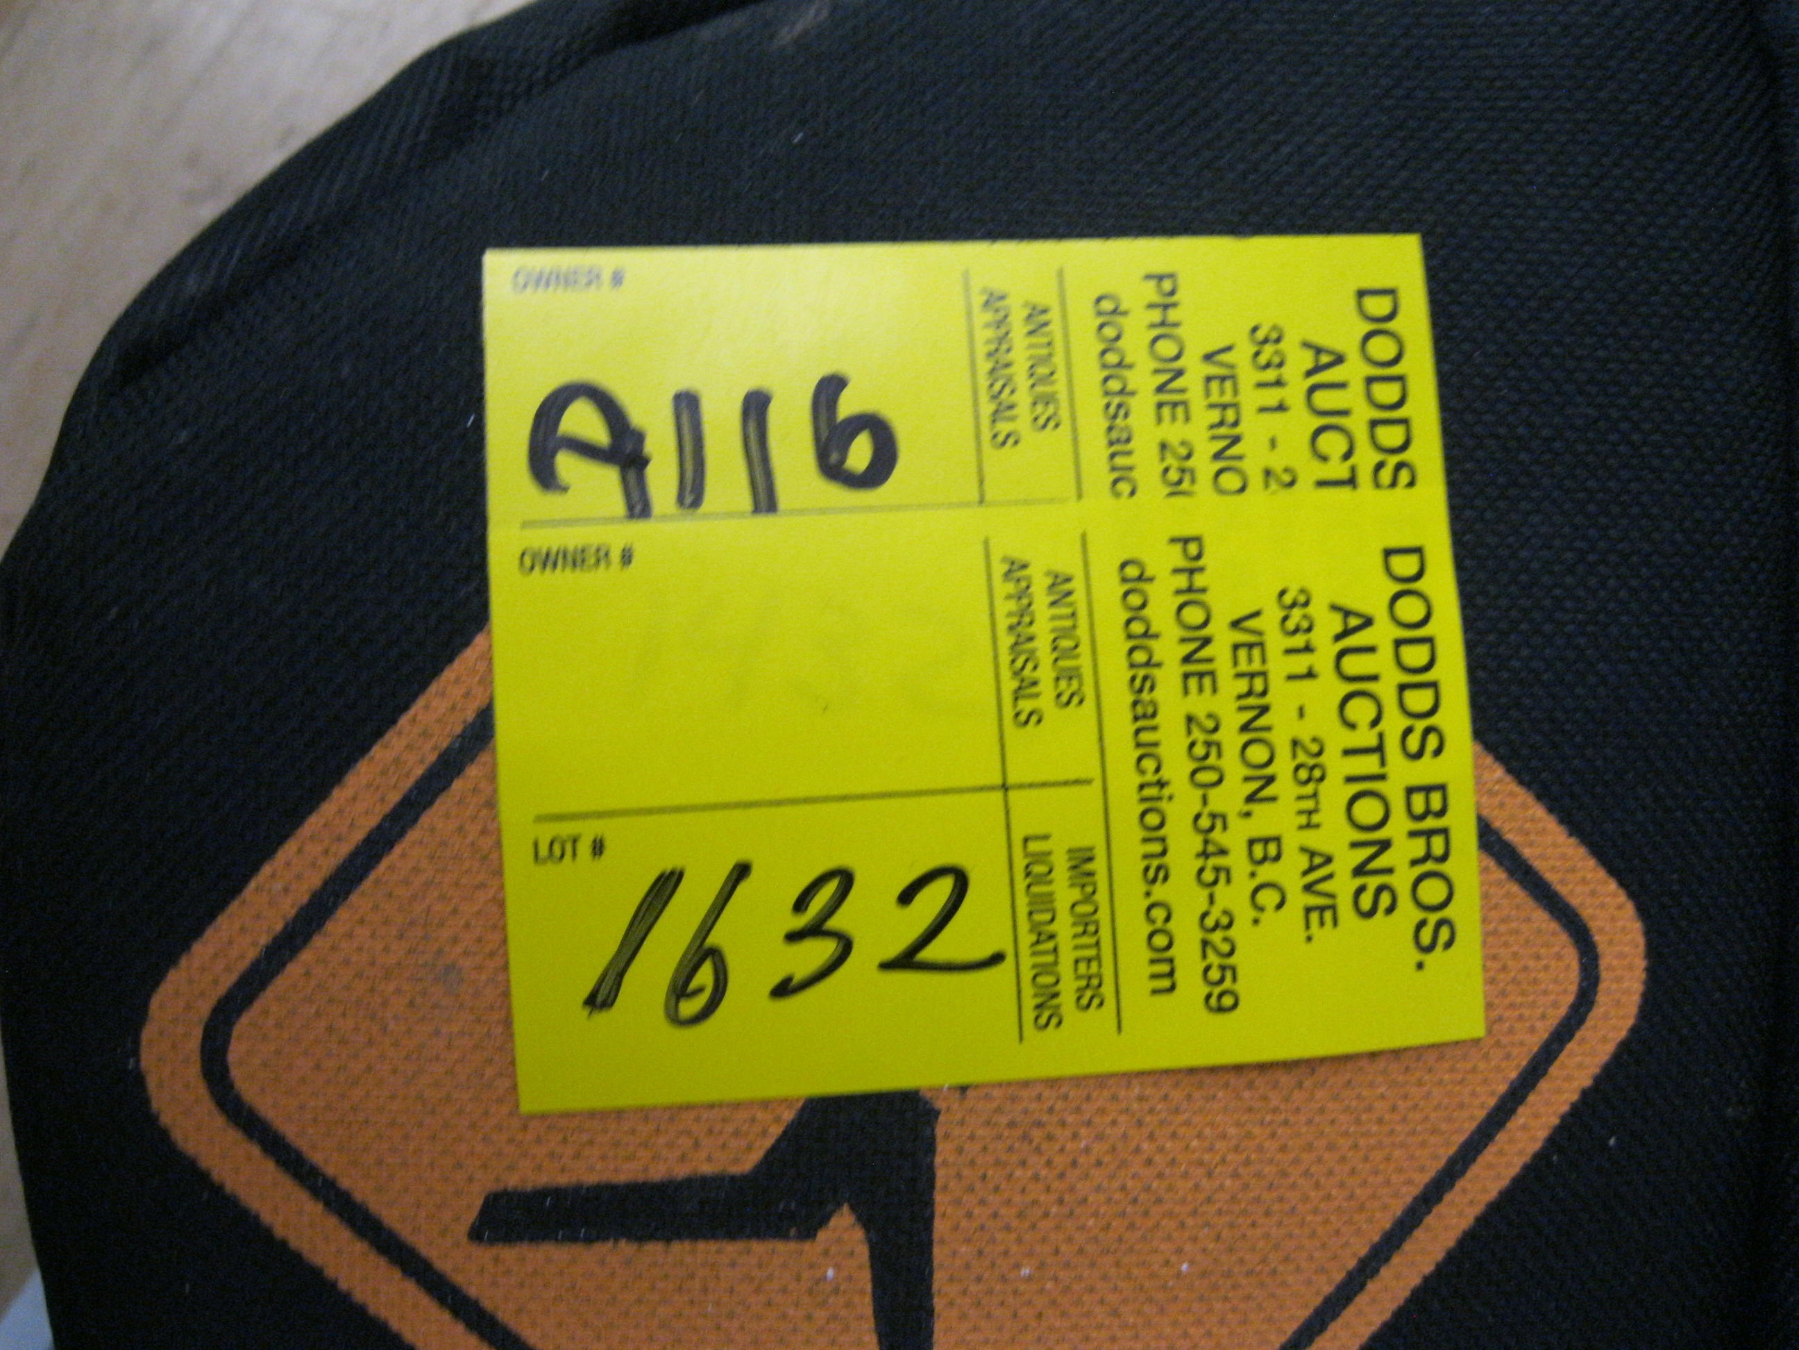 OWNER #
ANTIQUES
APPRAISALS
DODDS
AUCT
3311 - 2
VERNO
PHONE 25
doddsauc
OWNER #
LOT #
1632
ANTIQUES IMPORTERS
APPRAISALS LIQUIDATIONS
DODDS BROS.
AUCTIONS
3311 - 28TH AVE.
VERNON, B.C.
PHONE 250-545-3259
doddsauctions.com